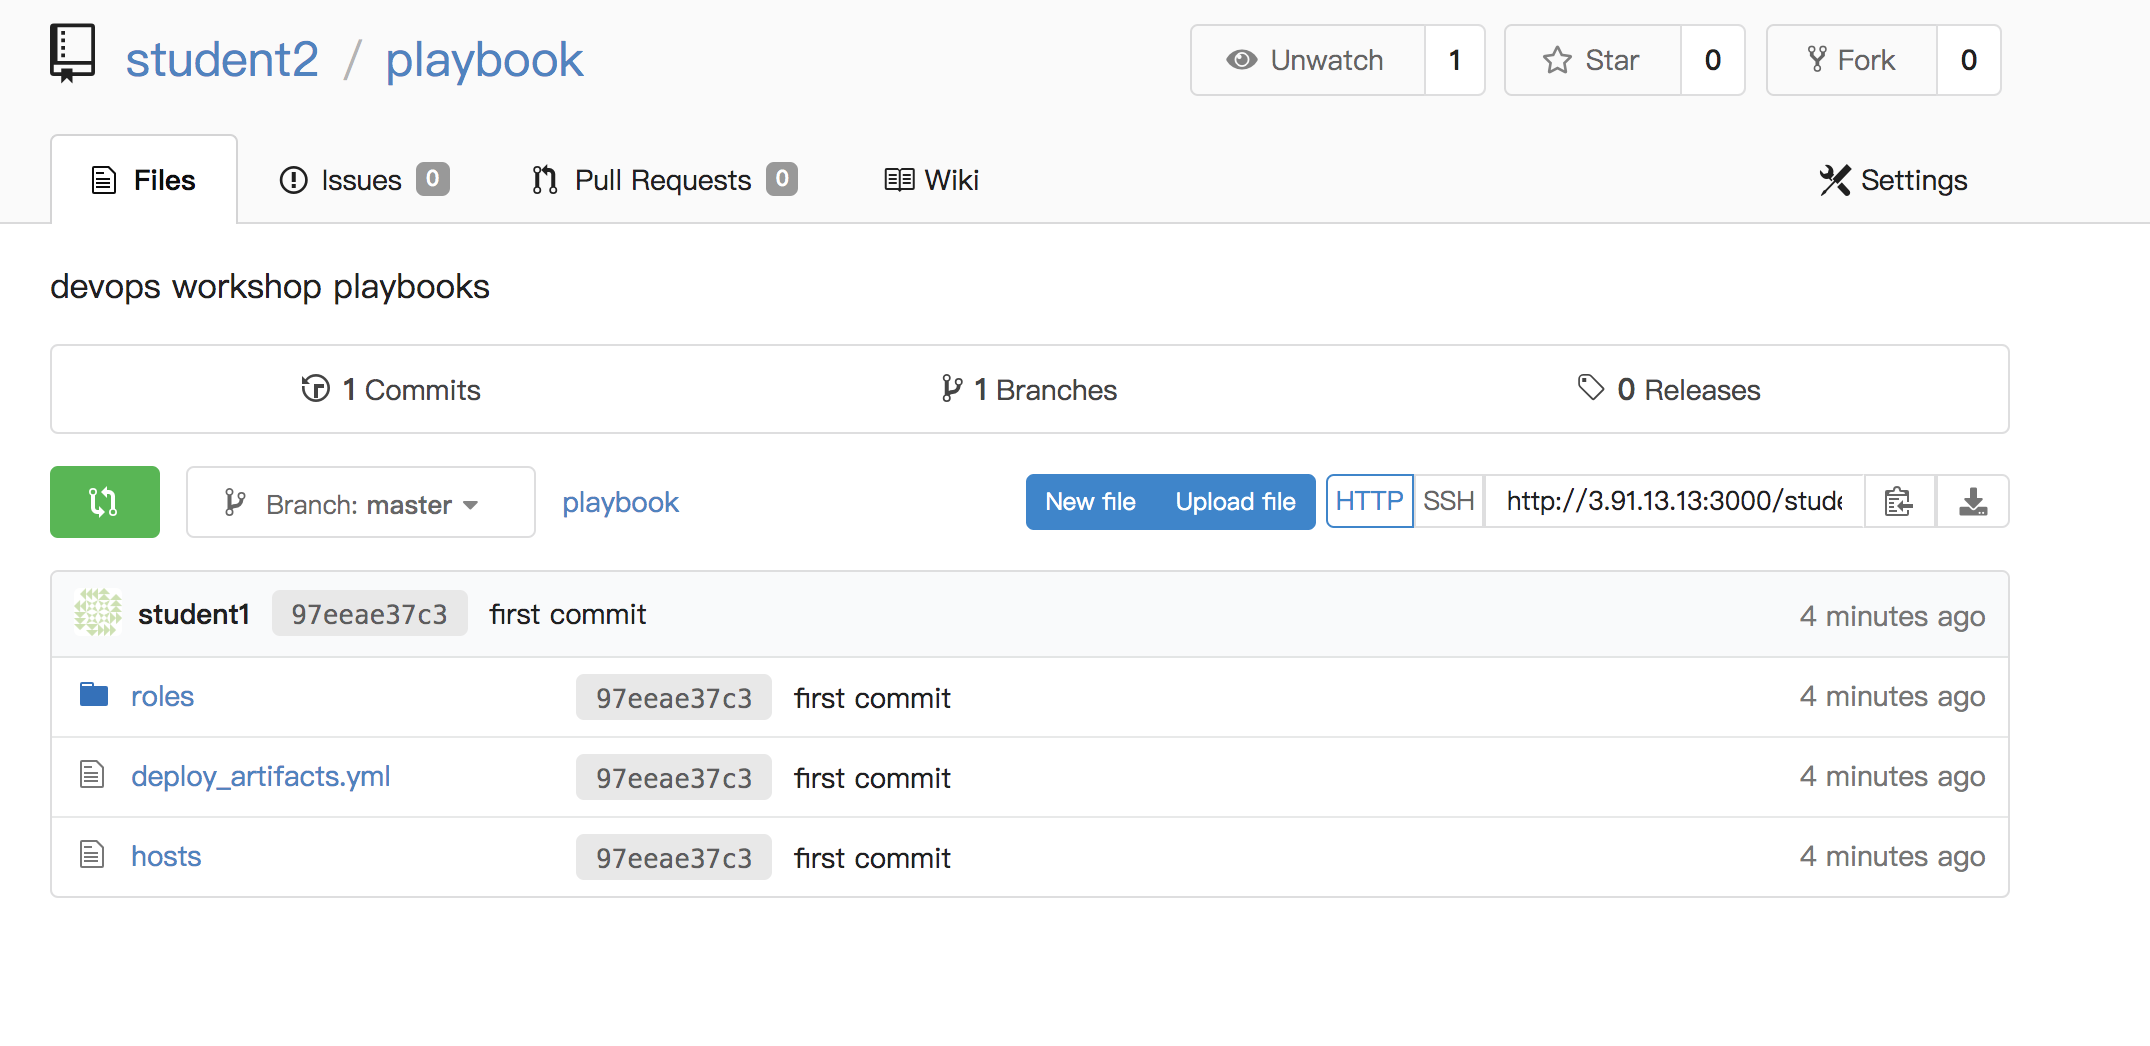 student2 / playbook
Unwatch 1 Star 0 Fork 0
Files Issues 0 Pull Requests 0 Wiki Settings
devops workshop playbooks
1 Commits 1 Branches 0 Releases
Branch: master playbook New file Upload file HTTP SSH http://3.91.13.13:3000/stude
student1 97eeae37c3 first commit 4 minutes ago
roles 97eeae37c3 first commit 4 minutes ago
deploy_artifacts.yml 97eeae37c3 first commit 4 minutes ago
hosts 97eeae37c3 first commit 4 minutes ago